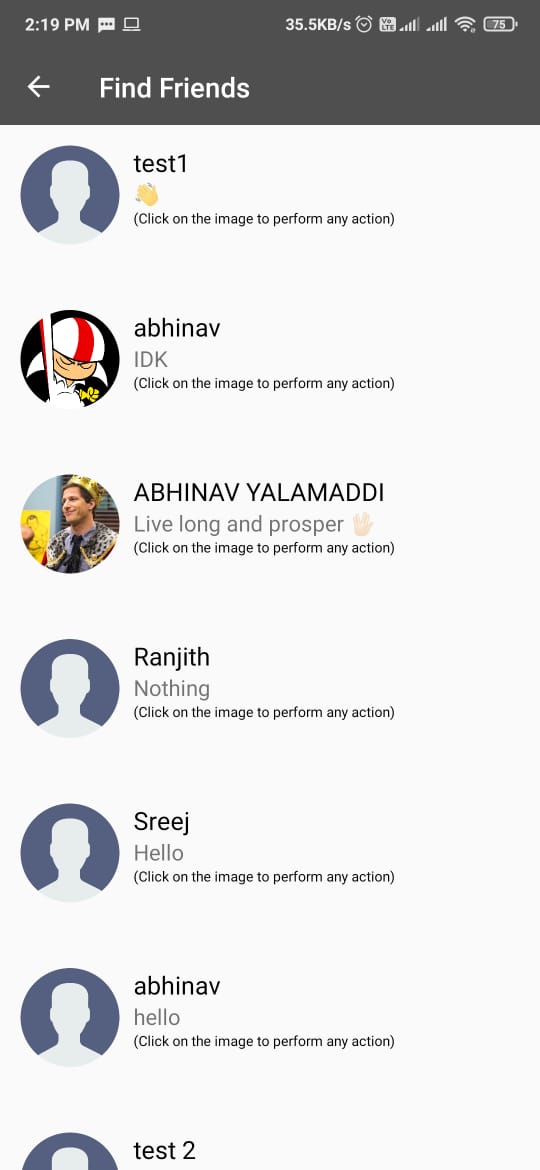 2:19 PM 35.5KB/s Vo LTE 75
Find Friends
test1
👋
(Click on the image to perform any action)
abhinav
IDK
(Click on the image to perform any action)
ABHINAV YALAMADDI
Live long and prosper 🖖🏻
(Click on the image to perform any action)
Ranjith
Nothing
(Click on the image to perform any action)
Sreej
Hello
(Click on the image to perform any action)
abhinav
hello
(Click on the image to perform any action)
test 2